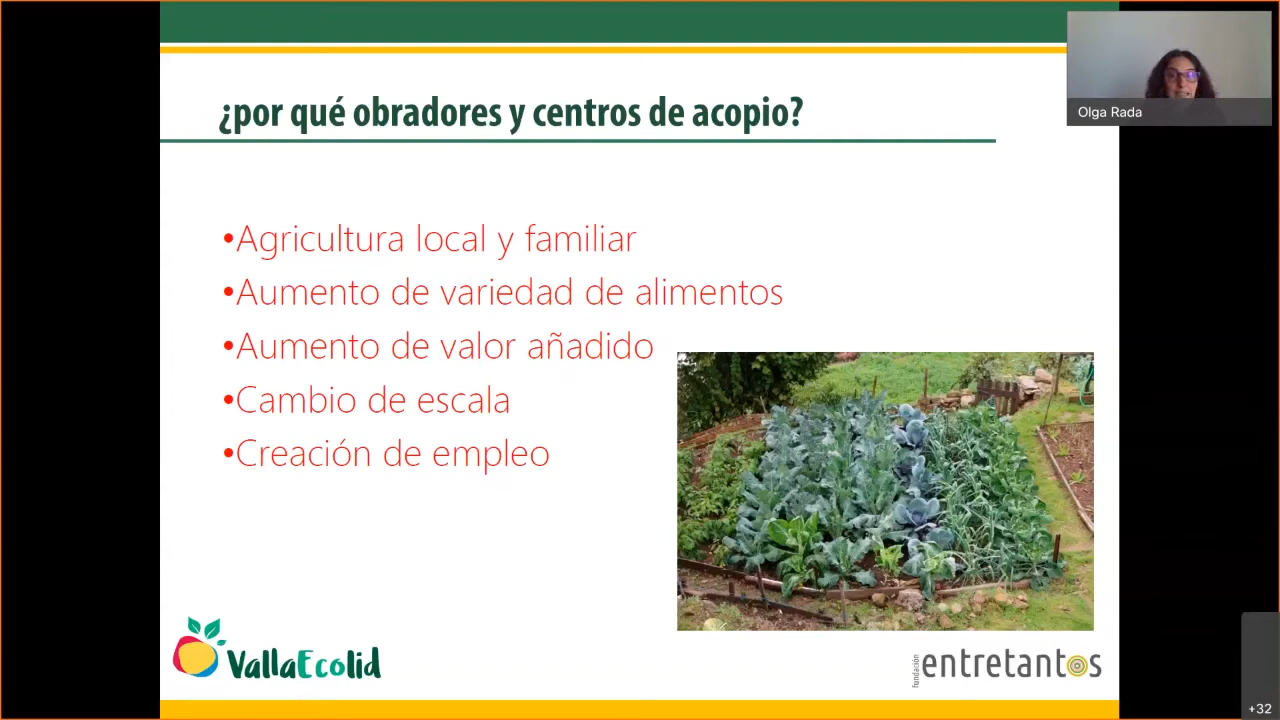 ¿por qué obradores y centros de acopio?
Olga Rada
•Agricultura local y familiar
•Aumento de variedad de alimentos
•Aumento de valor añadido
•Cambio de escala
•Creación de empleo
VallaEcolid
fundación
entretantos
+32